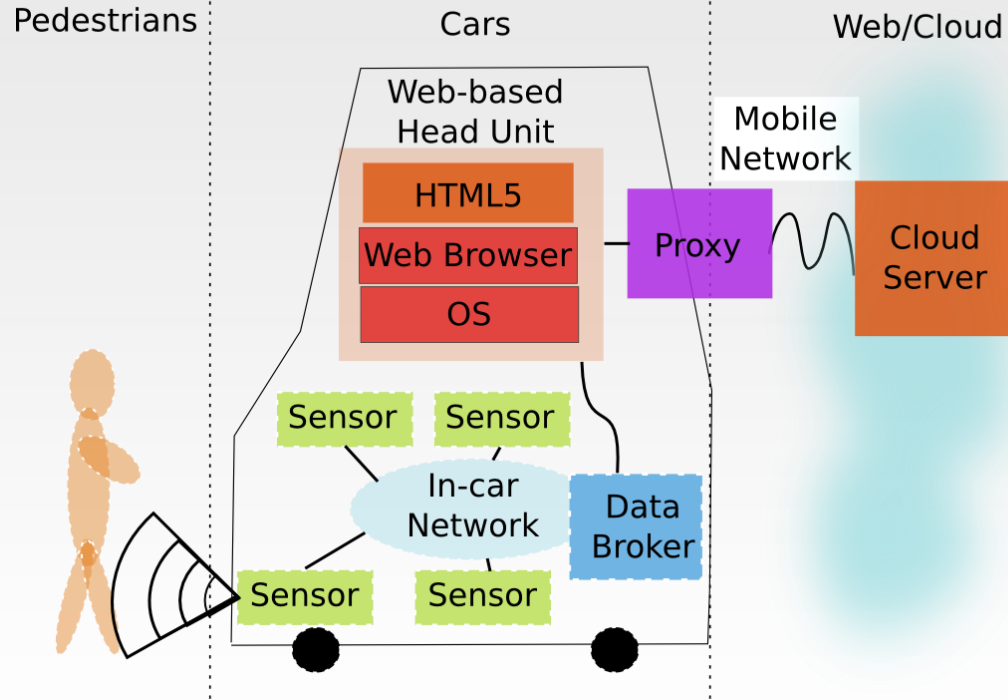 Pedestrians
Cars
Web/Cloud
Web-based
Head Unit
Mobile
Network
HTML5
Web Browser
OS
Proxy
Cloud
Server
Sensor
Sensor
In-car
Network
Data
Broker
Sensor
Sensor